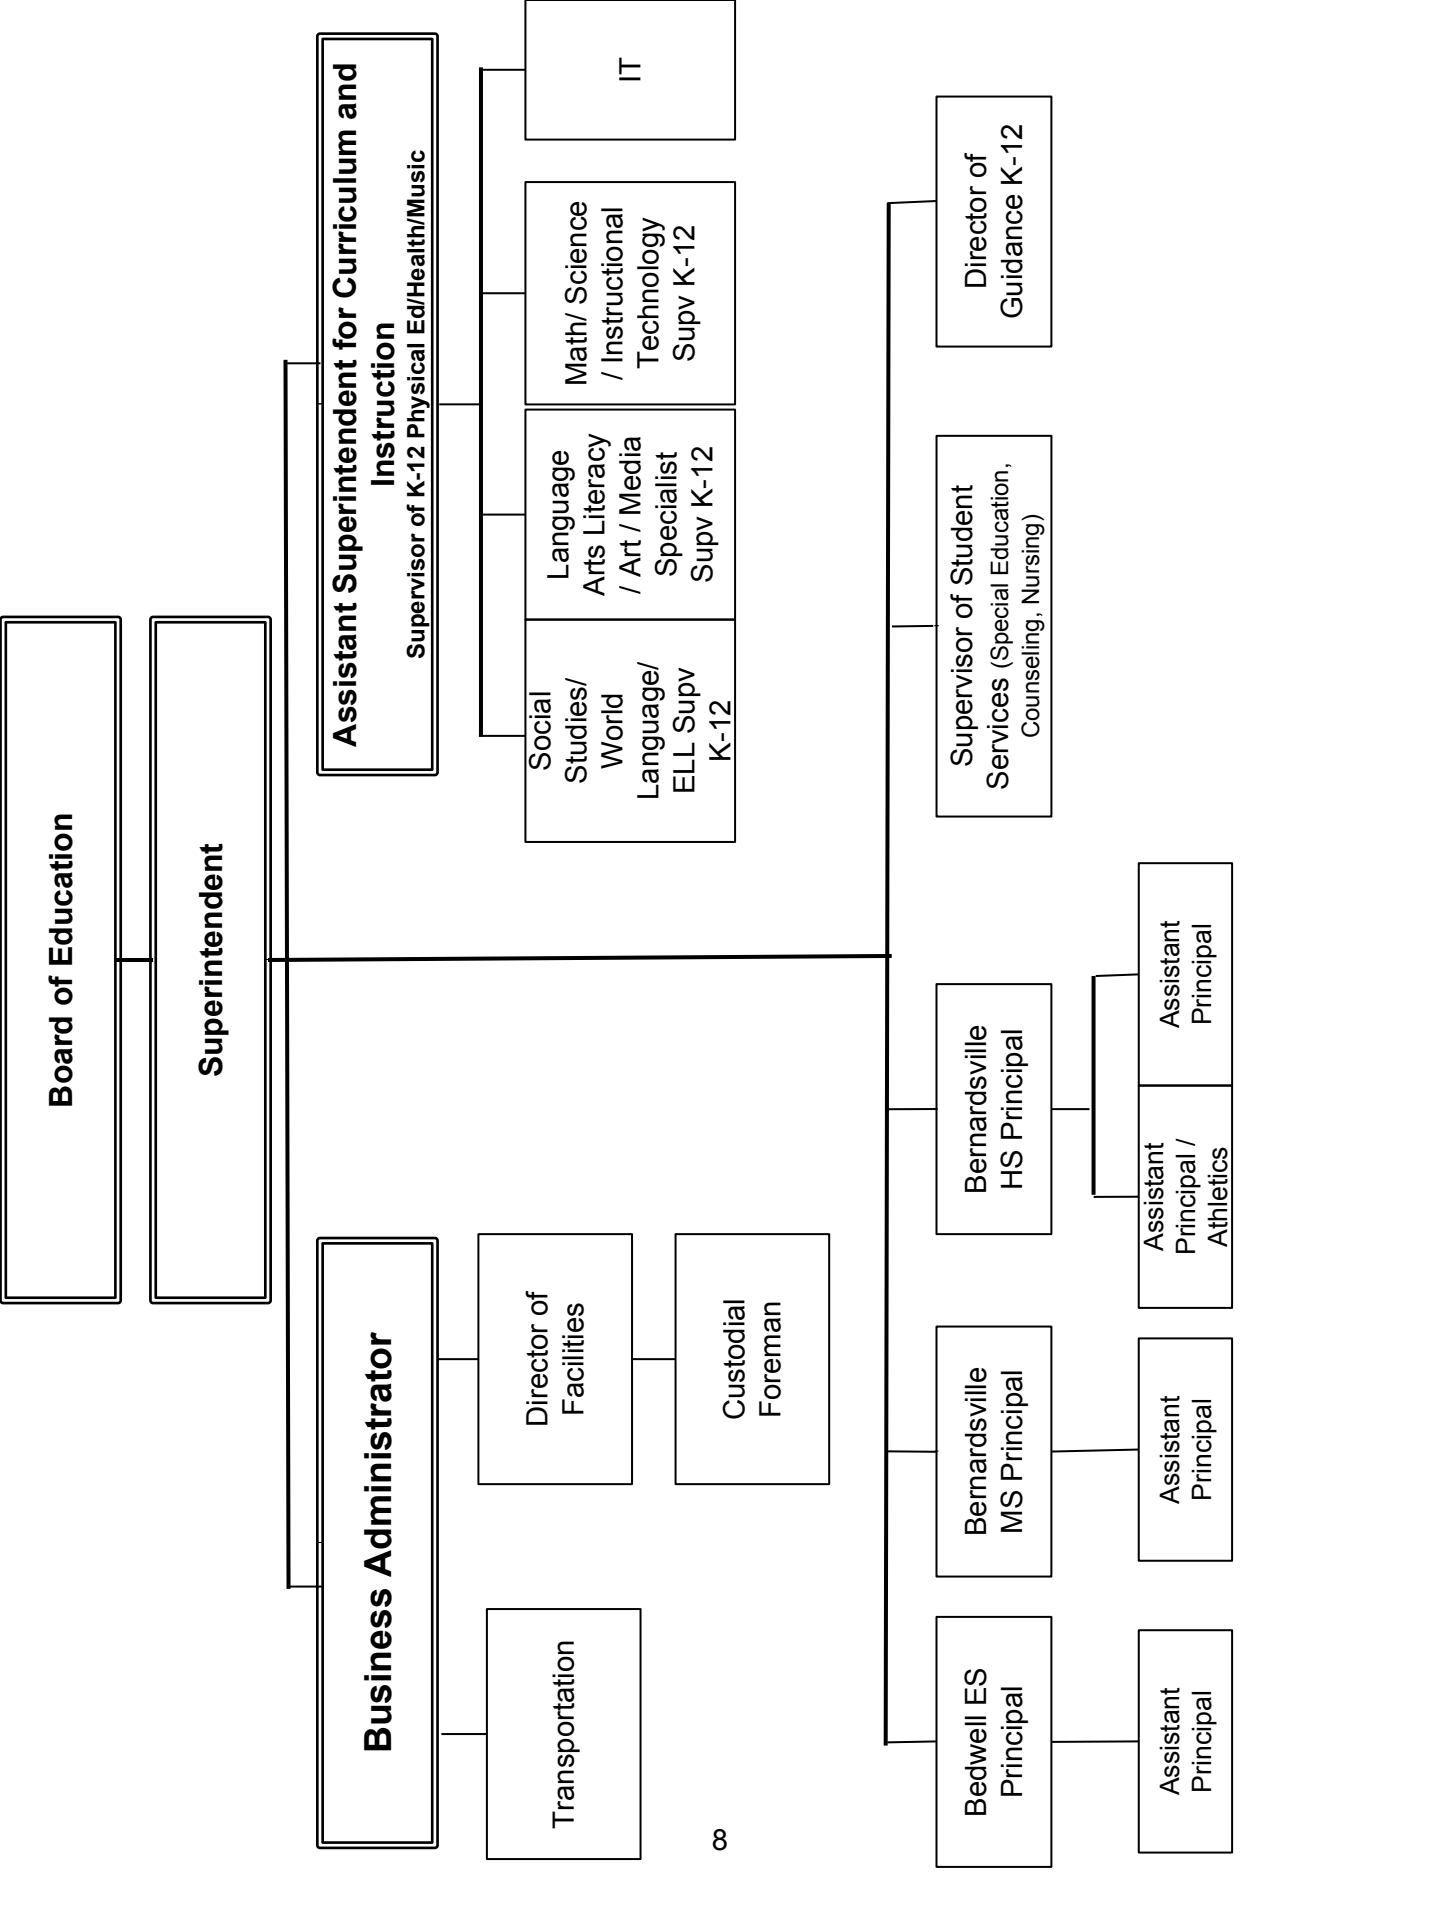 Board of Education
Superintendent
Business Administrator
Assistant Superintendent for Curriculum and
Instruction
Supervisor of K-12 Physical Ed/Health/Music
Transportation
Director of
Facilities
Custodial
Foreman
Social
Studies/
World
Language/
ELL Supv
K-12
Language
Arts Literacy
/ Art / Media
Specialist
Supv K-12
Math/ Science
/ Instructional
Technology
Supv K-12
IT
Bedwell ES
Principal
Bernardsville
MS Principal
Bernardsville
HS Principal
Supervisor of Student
Services (Special Education,
Counseling, Nursing)
Director of
Guidance K-12
Assistant
Principal
Assistant
Principal
Assistant
Principal /
Athletics
Assistant
Principal
8